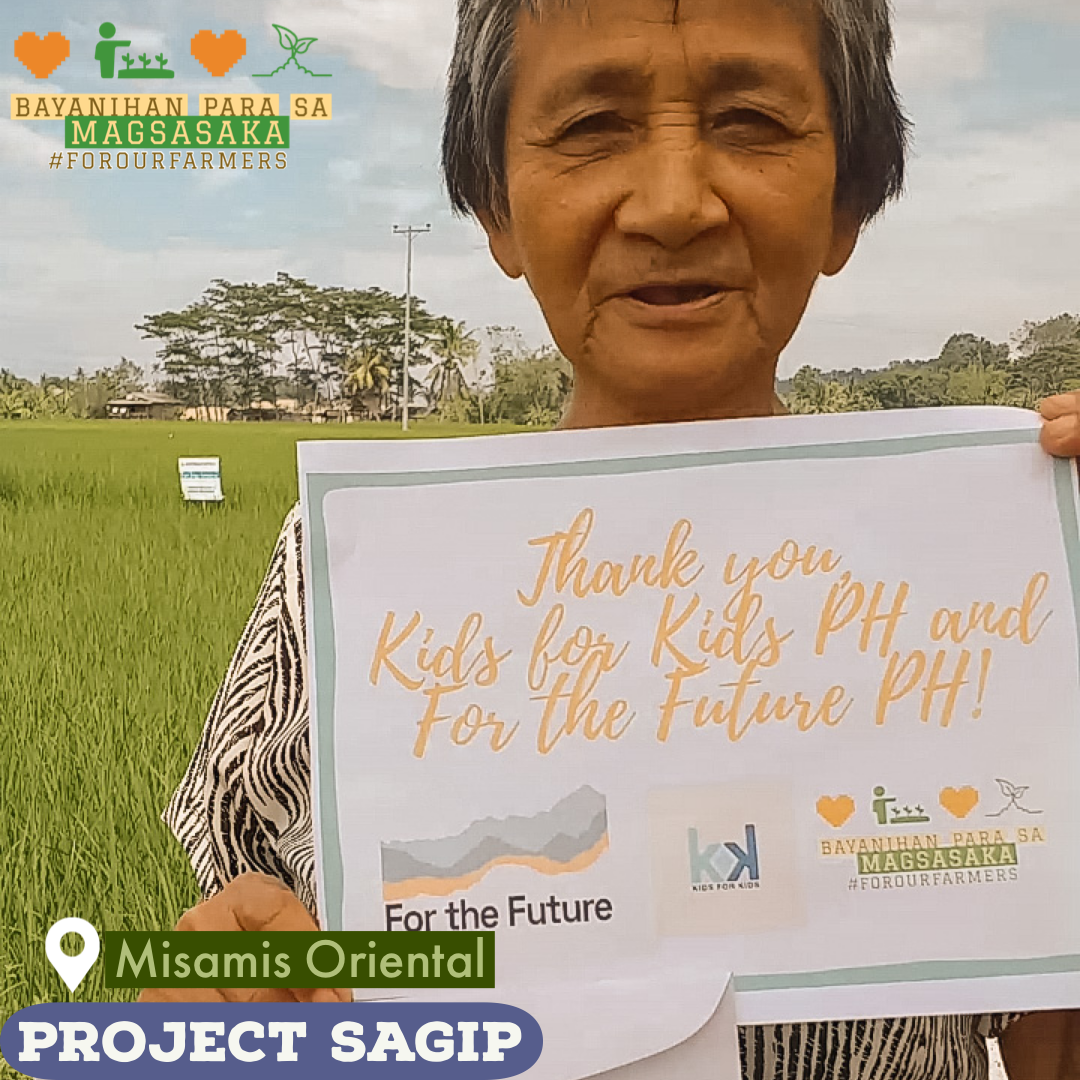 BAYANIHAN PARA SA
MAGSASAKA
#FOROURFARMERS
Thank you,
Kids for Kids PH and
For the Future PH!
For the Future
kk
KIDS FOR KIDS
BAYANIHAN PARA SA
MAGSASAKA
#FOROURFARMERS
Misamis Oriental
PROJECT SAGIP